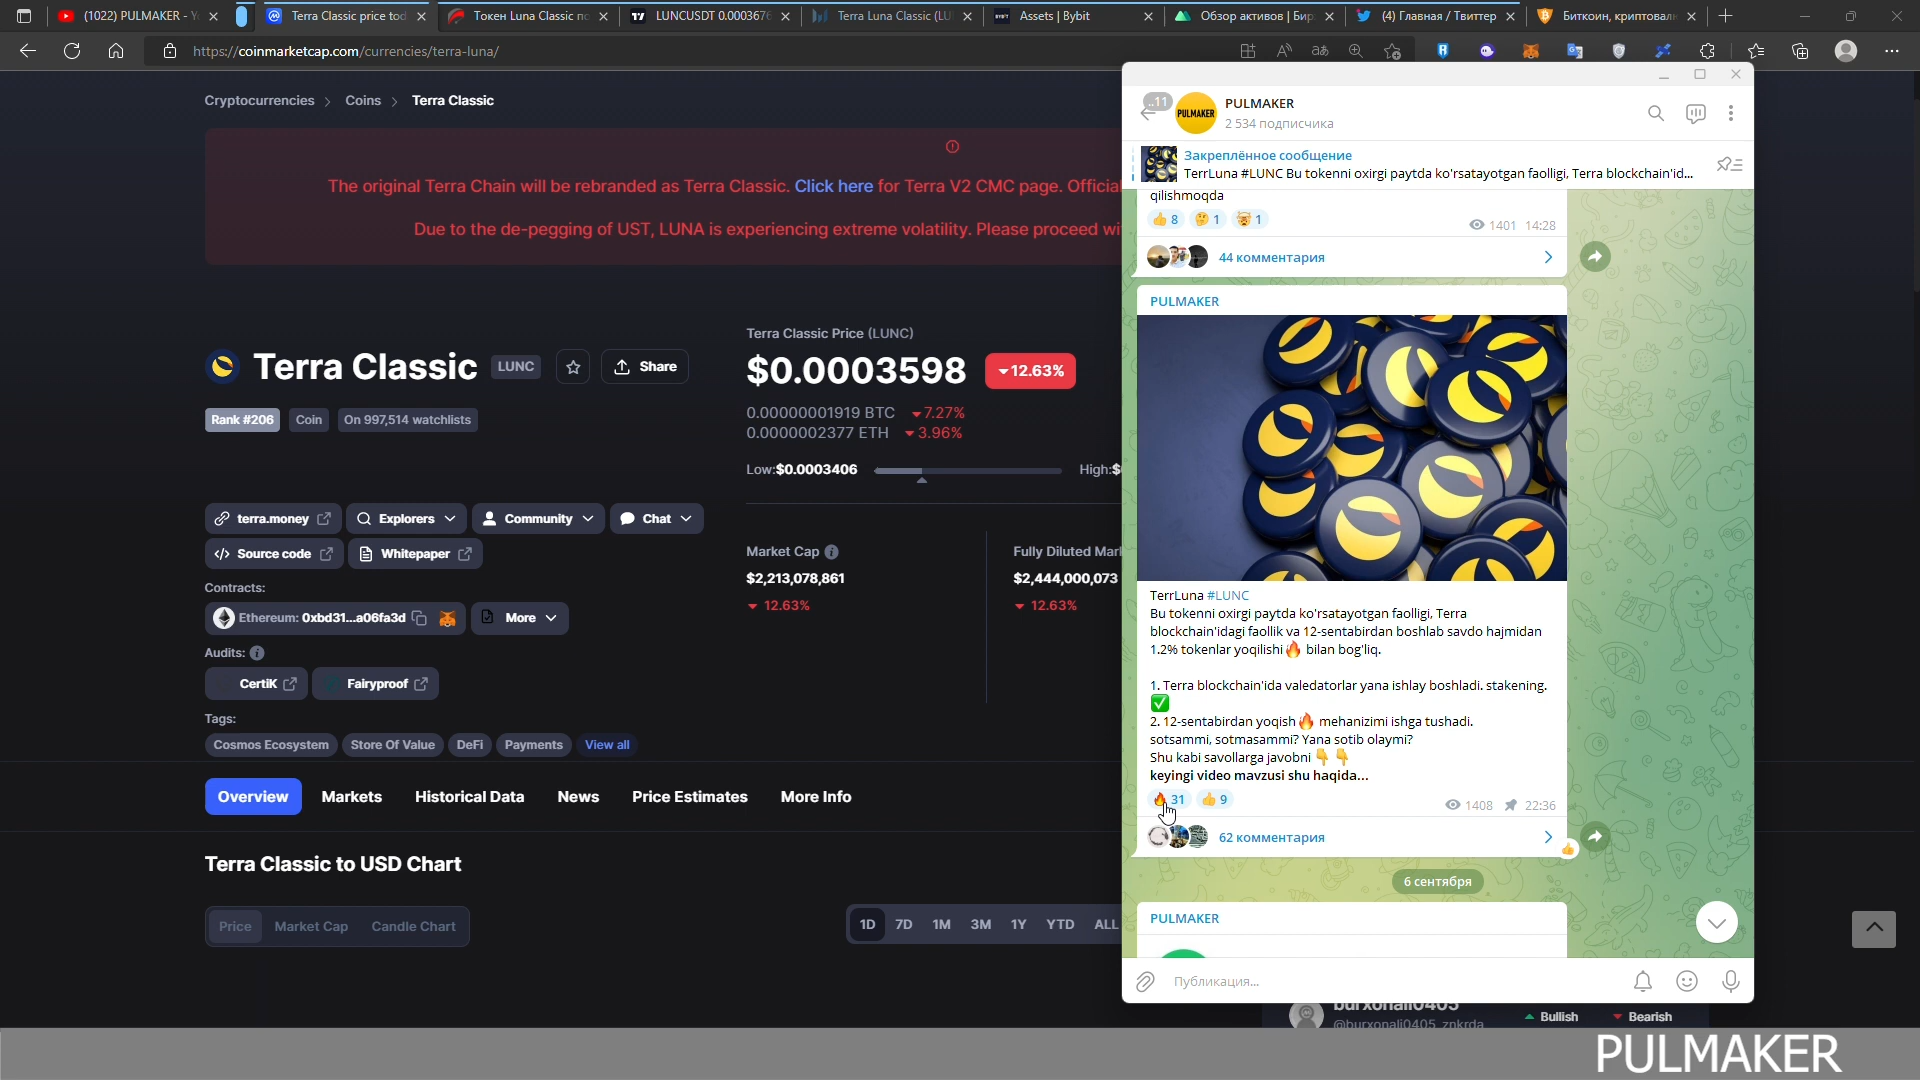 (1022) PULMAKER - Y
Terra Classic price tod
Токен Luna Classic по
LUNCUSDT 0.0003676
Terra Luna Classic (LU
Assets | Bybit
Обзор активов | Бир
(4) Главная / Твиттер
Биткоин, криптовал
https://coinmarketcap.com/currencies/terra-luna/
Cryptocurrencies > Coins > Terra Classic
The original Terra Chain will be rebranded as Terra Classic. Click here for Terra V2 CMC page. Official
Due to the de-pegging of UST, LUNA is experiencing extreme volatility. Please proceed wi
Terra Classic LUNC
Share
Rank #206
Coin
On 997,514 watchlists
Terra Classic Price (LUNC)
$0.0003598
12.63%
0.00000001919 BTC 7.27%
0.0000002377 ETH 3.96%
Low:$0.0003406
High:$
terra.money
Explorers
Community
Chat
Source code
Whitepaper
Contracts:
Ethereum: 0xbd31...a06fa3d
More
Audits:
CertiK
Fairyproof
Tags:
Cosmos Ecosystem
Store Of Value
DeFi
Payments
View all
Market Cap
$2,213,078,861
12.63%
Fully Diluted Mar
$2,444,000,073
12.63%
Overview
Markets
Historical Data
News
Price Estimates
More Info
Terra Classic to USD Chart
Price
Market Cap
Candle Chart
1D 7D 1M 3M 1Y YTD ALL
..11
PULMAKER
PULMAKER
2 534 подписчика
Закреплённое сообщение
TerrLuna #LUNC Bu tokenni oxirgi paytda ko'rsatayotgan faolligi, Terra blockchain'id...
qilishmoqda
👍 8 🤔 1 🤯 1
1401 14:28
44 комментария
PULMAKER
TerrLuna #LUNC
Bu tokenni oxirgi paytda ko'rsatayotgan faolligi, Terra
blockchain'idagi faollik va 12-sentabirdan boshlab savdo hajmidan
1.2% tokenlar yoqilishi🔥 bilan bog'liq.
1. Terra blockchain'ida valedatorlar yana ishlay boshladi. stakening.
✅
2. 12-sentabirdan yoqish🔥 mehanizimi ishga tushadi.
sotsammi, sotmasammi? Yana sotib olaymi?
Shu kabi savollarga javobni👇👇
keyingi video mavzusi shu haqida...
🔥 31 👍 9
1408 22:36
62 комментария
6 сентября
PULMAKER
Публикация...
@burxonali0405_znkrda
Bullish
Bearish
PULMAKER